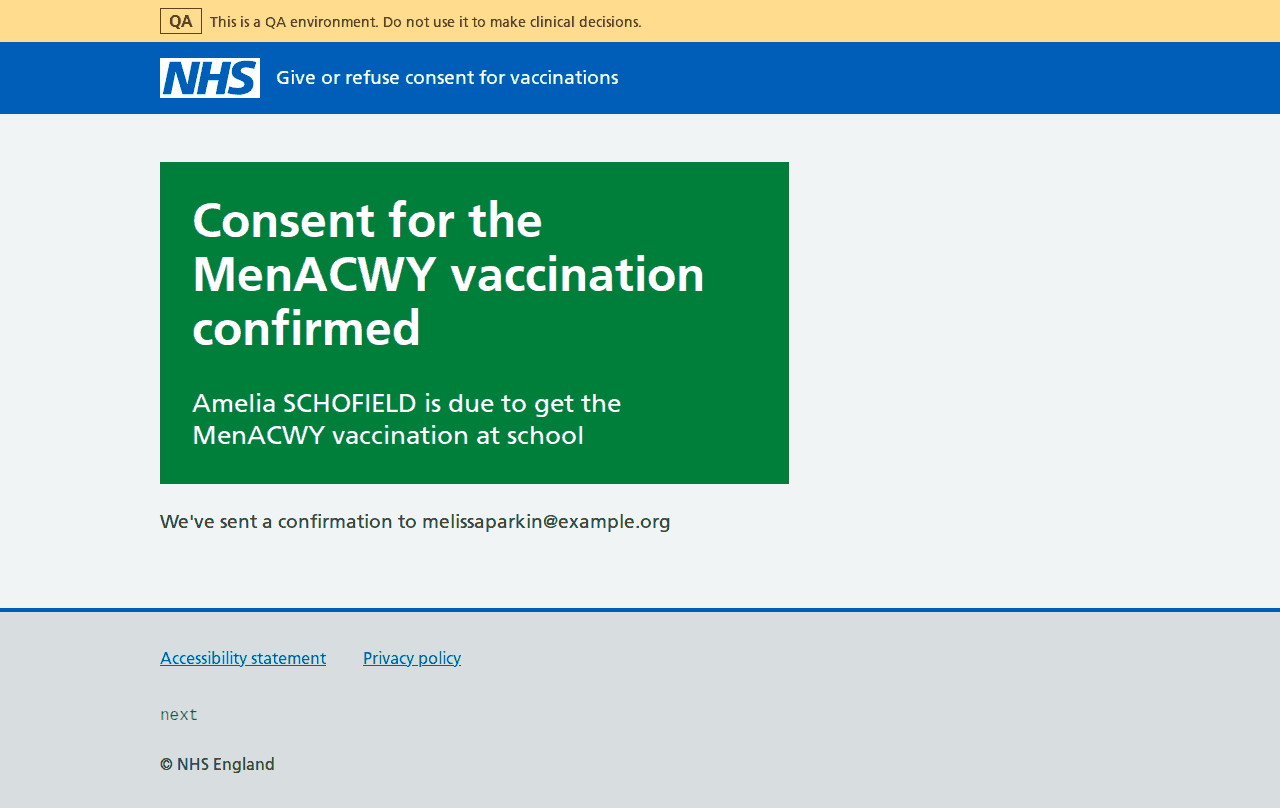 QA This is a QA environment. Do not use it to make clinical decisions.
NHS Give or refuse consent for vaccinations
Consent for the
MenACWY vaccination
confirmed
Amelia SCHOFIELD is due to get the
MenACWY vaccination at school
We've sent a confirmation to melissaparkin@example.org
Accessibility statement Privacy policy
next
© NHS England